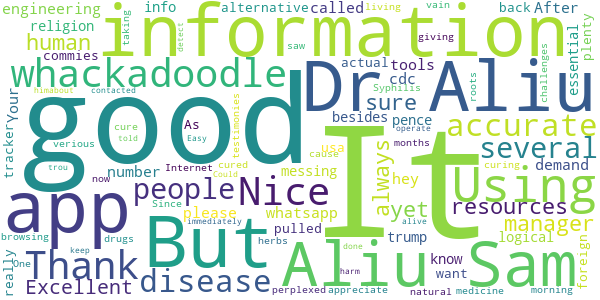 engineering info alternative called back After
religion
human information living vain
commies taking giving plenty
whackadoodle saw actual tools essential
detect cdc challenges
good Dr Aliu
Syphilis roots
besides sure pence accurate
trackerYour As cure told
verious testimonies Easy
number usa demand several
Since cause It
Internet hey Using
app people Nice messing months always yet
cured Could operate logical
now whatsapp resources
please trump manager
But Aliu Sam
browsing drugs pulled
really Thank One disease herbs know foreign
trou himabout contacted want
immediately alive done curing
Excellent keep perplexed appreciate harm natural medicine morning